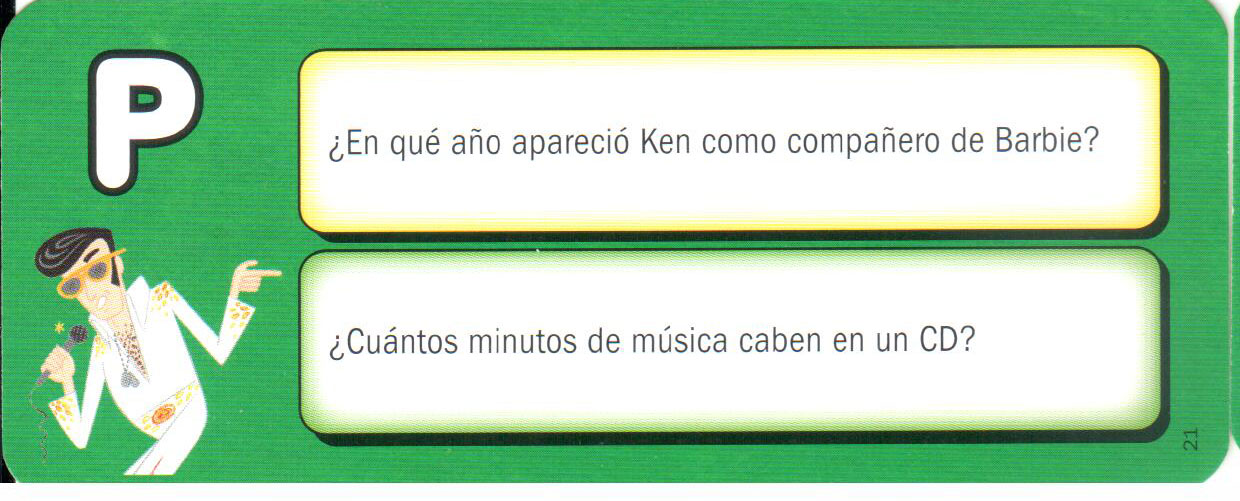 P
¿En qué año apareció Ken como compañero de Barbie?
¿Cuántos minutos de música caben en un CD?
21